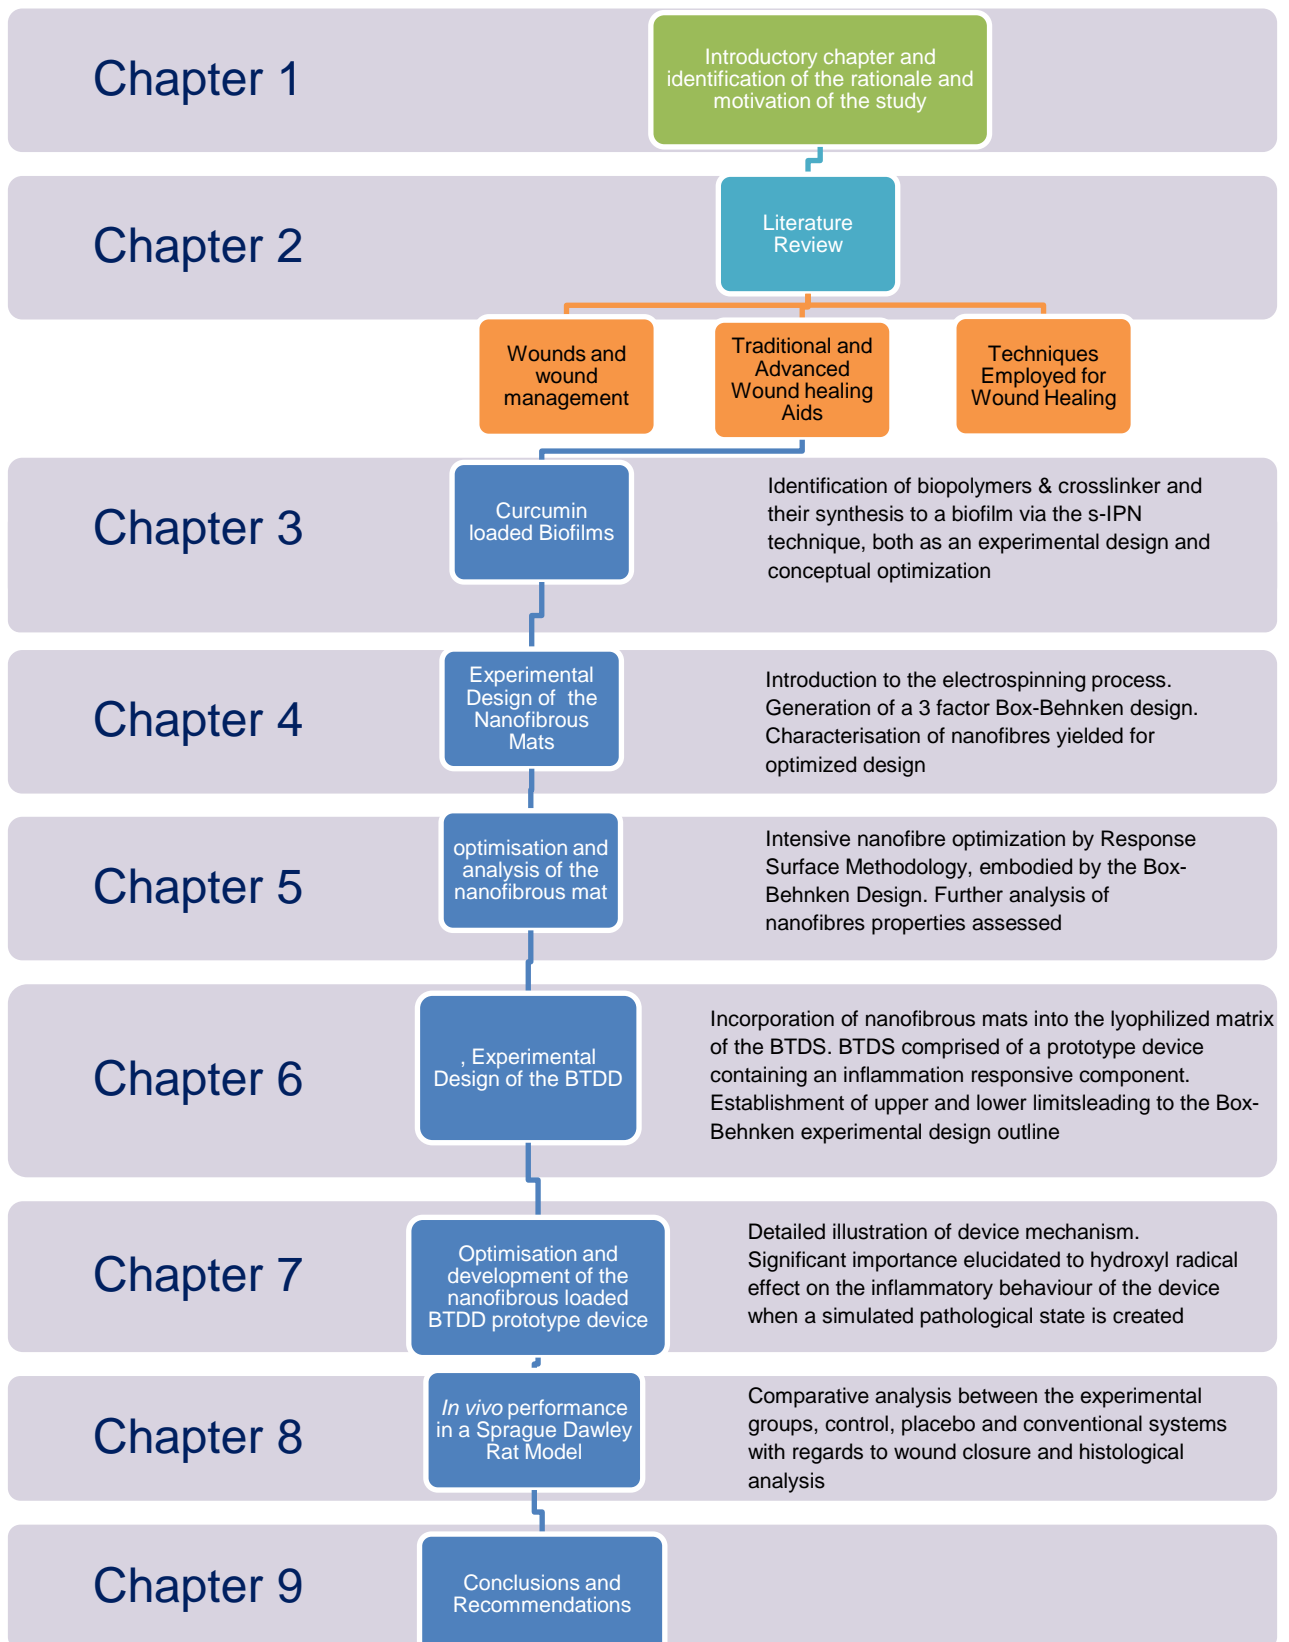 Chapter 1
Introductory chapter and
identification of the rationale and
motivation of the study
Chapter 2
Literature
Review
Wounds and
wound
management
Traditional and
Advanced
Wound healing
Aids
Techniques
Employed for
Wound Healing
Chapter 3
Curcumin
loaded Biofilms
Identification of biopolymers & crosslinker and
their synthesis to a biofilm via the s-IPN
technique, both as an experimental design and
conceptual optimization
Chapter 4
Experimental
Design of the
Nanofibrous
Mats
Introduction to the electrospinning process.
Generation of a 3 factor Box-Behnken design.
Characterisation of nanofibres yielded for
optimized design
Chapter 5
optimisation and
analysis of the
nanofibrous mat
Intensive nanofibre optimization by Response
Surface Methodology, embodied by the Box-
Behnken Design. Further analysis of
nanofibres properties assessed
Chapter 6
, Experimental
Design of the BTDD
Incorporation of nanofibrous mats into the lyophilized matrix
of the BTDS. BTDS comprised of a prototype device
containing an inflammation responsive component.
Establishment of upper and lower limitsleading to the Box-
Behnken experimental design outline
Chapter 7
Optimisation and
development of the
nanofibrous loaded
BTDD prototype device
Detailed illustration of device mechanism.
Significant importance elucidated to hydroxyl radical
effect on the inflammatory behaviour of the device
when a simulated pathological state is created
Chapter 8
In vivo performance
in a Sprague Dawley
Rat Model
Comparative analysis between the experimental
groups, control, placebo and conventional systems
with regards to wound closure and histological
analysis
Chapter 9
Conclusions and
Recommendations